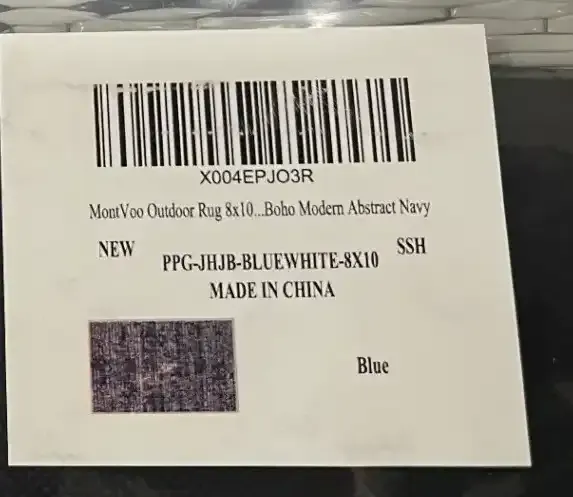 X004EPJO3R
MontVoo Outdoor Rug 8x10...Boho Modern Abstract Navy
NEW
SSH
PPG-JHJB-BLUEWHITE-8X10
MADE IN CHINA
Blue